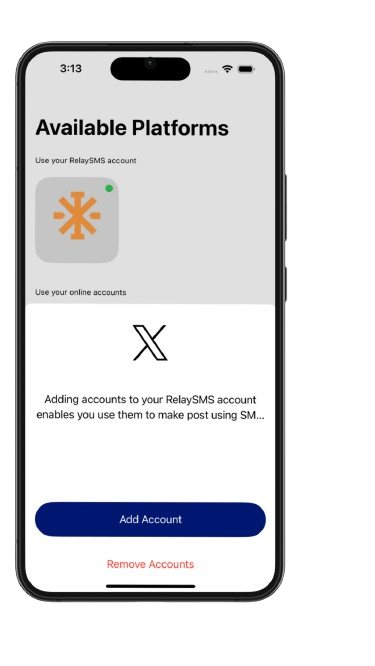 3:13
Available Platforms
Use your RelaySMS account
Use your online accounts
Adding accounts to your RelaySMS account
enables you use them to make post using SM...
Add Account
Remove Accounts